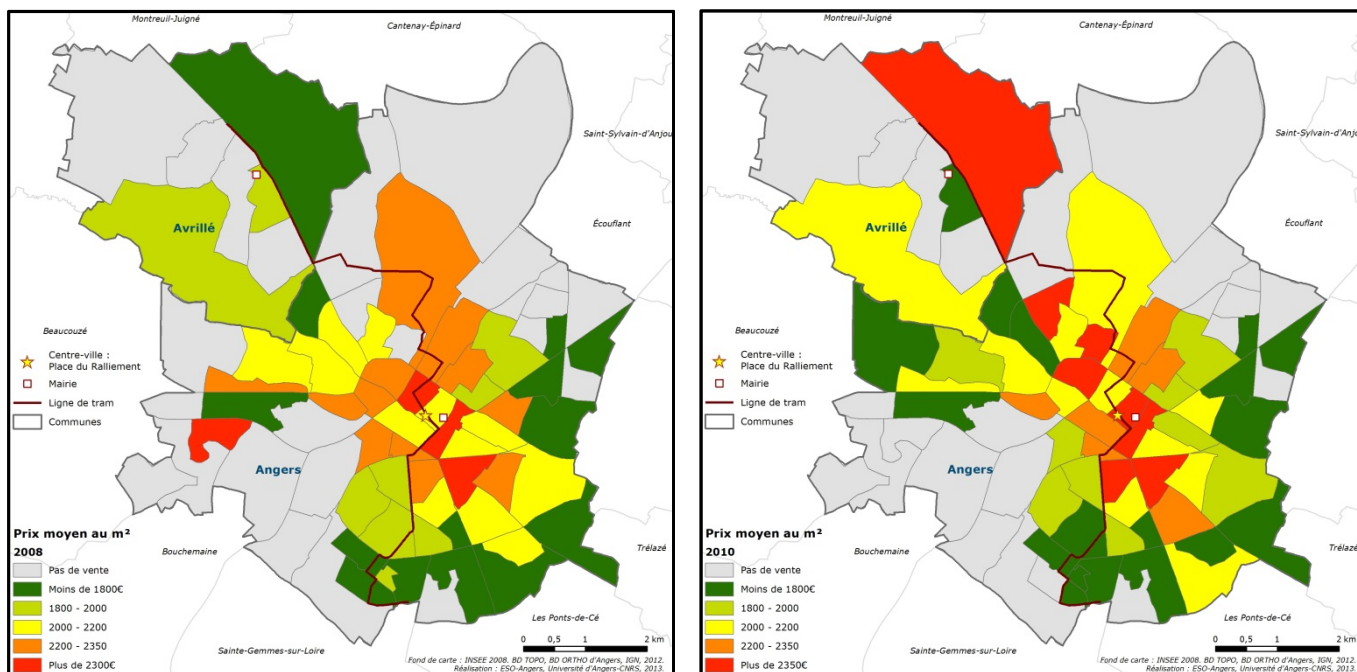 Montreuil-Juigné
Cantenay-Épinard
Saint-Sylvain-d'Anjou
Écouflant
Avrillé
Beaucouzé
Centre-ville :
Place du Ralliement
Mairie
Ligne de tram
Communes
Angers
Prix moyen au m²
2008
Bouchemaine
Trélazé
Pas de vente
Moins de 1800€
1800 - 2000
2000 - 2200
2200 - 2350
Plus de 2300€
Les Ponts-de-Cé
Sainte-Gemmes-sur-Loire
0 0,5 1 2 km
Fond de carte : INSEE 2008. BD TOPO, BD ORTHO d'Angers, IGN, 2012.
Réalisation : ESO-Angers, Université d'Angers-CNRS, 2013.
Montreuil-Juigné
Cantenay-Épinard
Saint-Sylvain-d'Anjou
Écouflant
Avrillé
Beaucouzé
Centre-ville :
Place du Ralliement
Mairie
Ligne de tram
Communes
Angers
Prix moyen au m²
2010
Bouchemaine
Trélazé
Pas de vente
Moins de 1800€
1800 - 2000
2000 - 2200
2200 - 2350
Plus de 2350€
Les Ponts-de-Cé
Sainte-Gemmes-sur-Loire
0 0,5 1 2 km
Fond de carte : INSEE 2008. BD TOPO, BD ORTHO d'Angers, IGN, 2012.
Réalisation : ESO-Angers, Université d'Angers-CNRS, 2013.